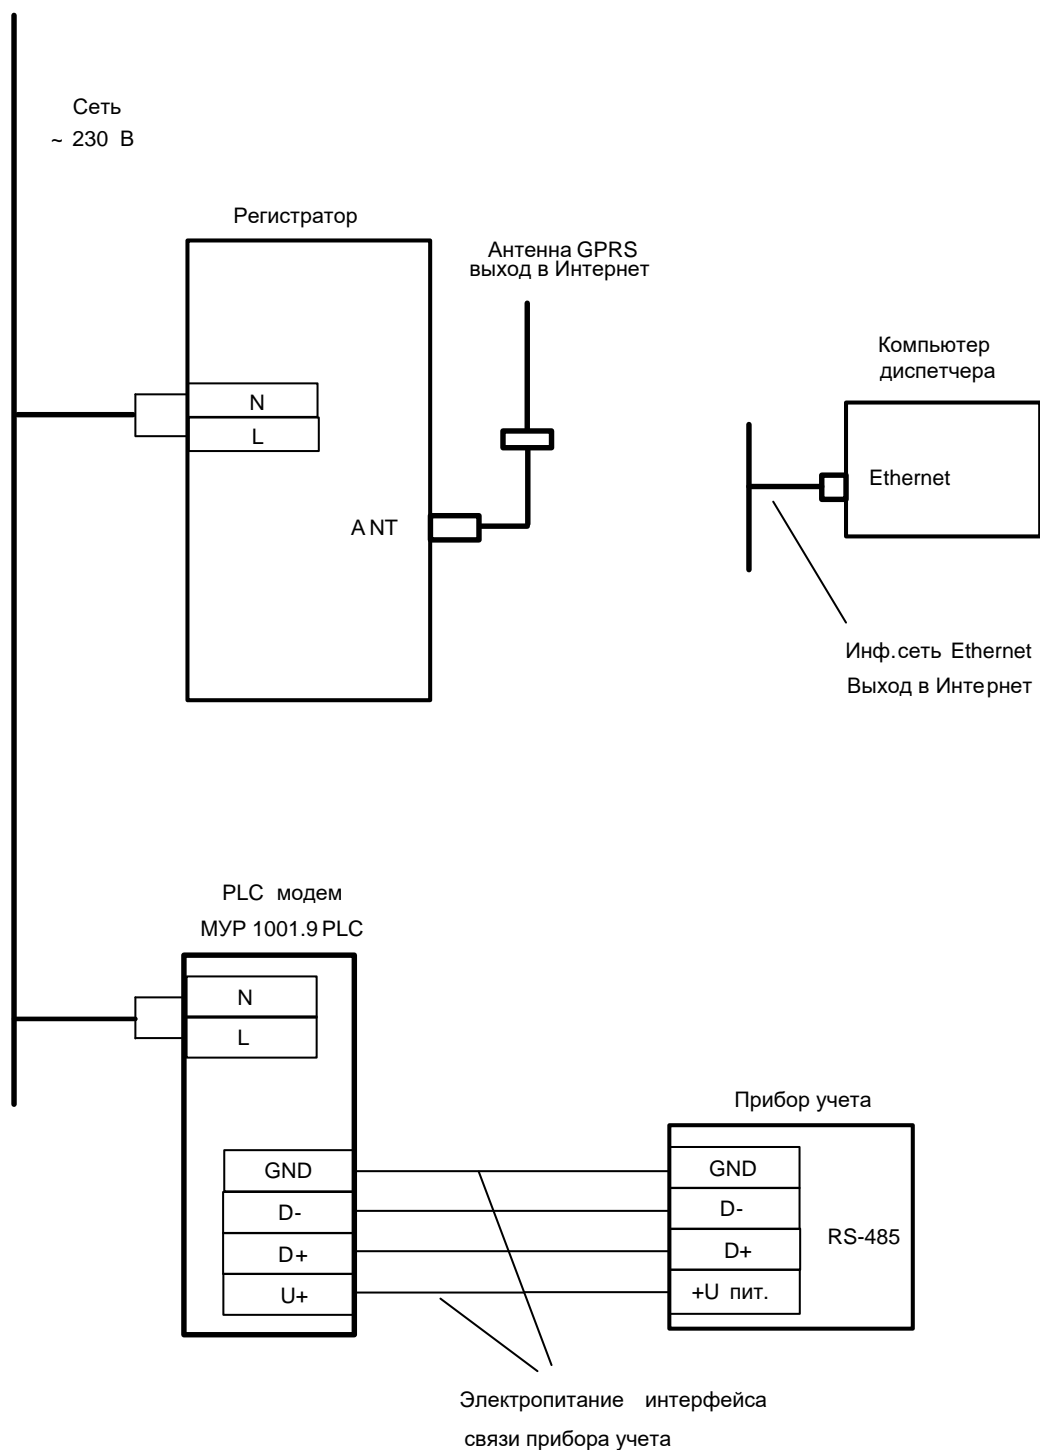 Сеть
~ 230 В
Регистратор
Антенна GPRS
выход в Интернет
Компьютер
диспетчера
N
L
Ethernet
ANT
Инф.сеть Ethernet
Выход в Интернет
PLC модем
МУР 1001.9 PLC
N
L
Прибор учета
GND
GND
D-
D-
RS-485
D+
D+
U+
+U пит.
Электропитание интерфейса
связи прибора учета